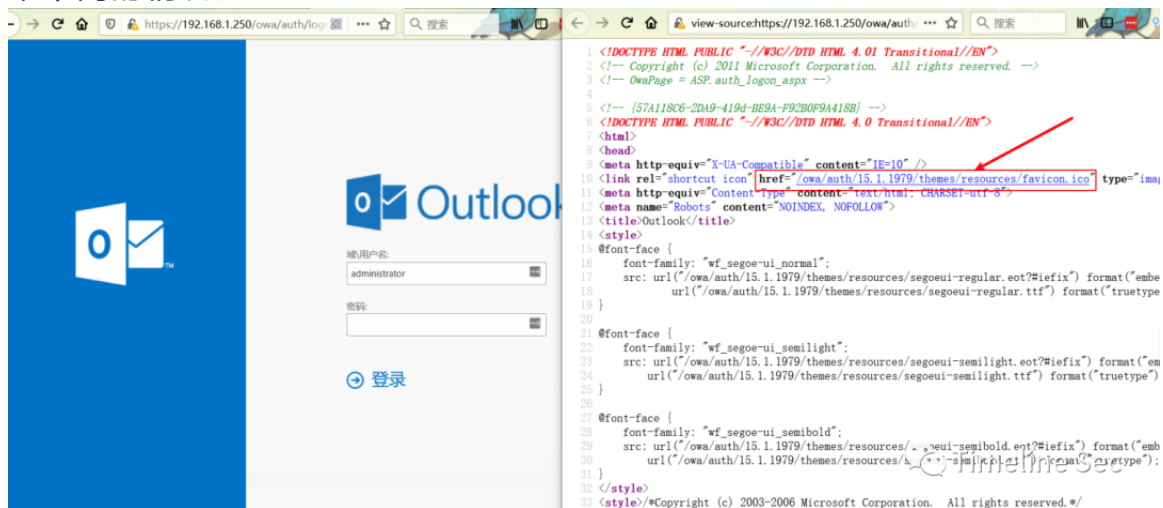 https://192.168.1.250/owa/auth/log
搜索
view-source:https://192.168.1.250/owa/auth/
搜索
Outlook
域\用户名:
administrator
密码:
登录
1 <!DOCTYPE HTML PUBLIC "-//W3C//DTD HTML 4.01 Transitional//EN">
2 <!-- Copyright (c) 2011 Microsoft Corporation. All rights reserved. -->
3 <!-- OwaPage = ASP.auth_logon_aspx -->
4
5 <!-- {57A118C6-2DA9-419d-BE9A-F92B0F9A418B} -->
6 <!DOCTYPE HTML PUBLIC "-//W3C//DTD HTML 4.0 Transitional//EN">
7 <html>
8 <head>
9 <meta http-equiv="X-UA-Compatible" content="IE=10" />
10 <link rel="shortcut icon" href="/owa/auth/15.1.1979/themes/resources/favicon.ico" type="imag
11 <meta http-equiv="Content-Type" content="text/html; CHARSET=utf-8">
12 <meta name="Robots" content="NOINDEX, NOFOLLOW">
13 <title>Outlook</title>
14 <style>
15 @font-face {
16 font-family: "wf_segoe-ui_normal";
17 src: url("/owa/auth/15.1.1979/themes/resources/segoeui-regular.eot?#iefix") format("embe
18 url("/owa/auth/15.1.1979/themes/resources/segoeui-regular.ttf") format("truetype
19 }
20
21 @font-face {
22 font-family: "wf_segoe-ui_semilight";
23 src: url("/owa/auth/15.1.1979/themes/resources/segoeui-semilight.eot?#iefix") format("em
24 url("/owa/auth/15.1.1979/themes/resources/segoeui-semilight.ttf") format("truetype")
25 }
26
27 @font-face {
28 font-family: "wf_segoe-ui_semibold";
29 src: url("/owa/auth/15.1.1979/themes/resources/segoeui-semibold.eot?#iefix") format("emb
30 url("/owa/auth/15.1.1979/themes/resources/ format("truetype");
31 }
32 </style>
33 <style>/*Copyright (c) 2003-2006 Microsoft Corporation. All rights reserved.*/
Timeline Sec